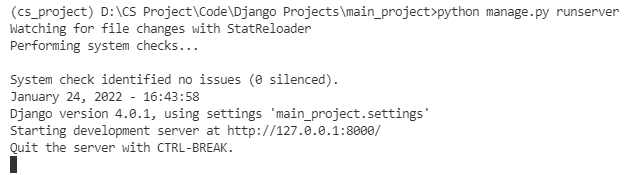 (cs_project) D:\CS Project\Code\Django Projects\main_project>python manage.py runserver
Watching for file changes with StatReloader
Performing system checks...
System check identified no issues (0 silenced).
January 24, 2022 - 16:43:58
Django version 4.0.1, using settings 'main_project.settings'
Starting development server at http://127.0.0.1:8000/
Quit the server with CTRL-BREAK.